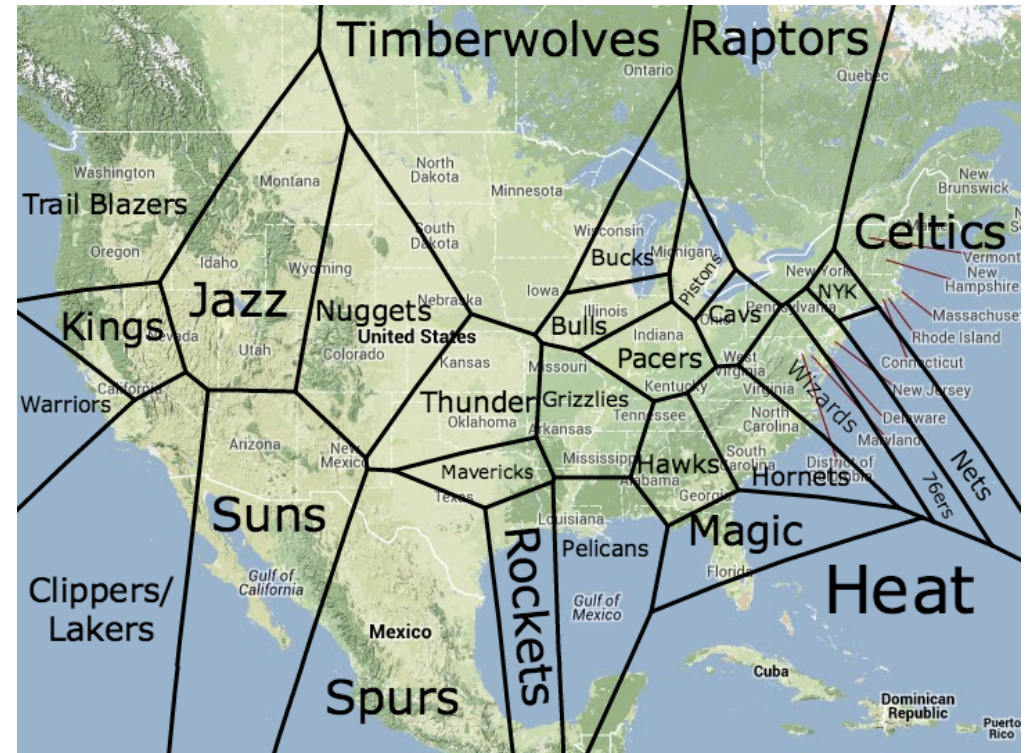 Timberwolves
Raptors
Ontario
Quebec
Washington
Montana
North
Dakota
Minnesota
New
Brunswick
Trail Blazers
Celtics
Oregon
Idaho
South
Dakota
Wisconsin
Michigan
Vermont
New
Hampshire
Wyoming
Bucks
Pistons
New York
NYK
Jazz
Nuggets
Nebraska
Iowa
Illinois
Ohio
Cavs
Pennsylvania
Massachuset
Kings
Nevada
United States
Bulls
Indiana
Rhode Island
Utah
Colorado
Kansas
Missouri
Pacers
West
Virginia
Connecticut
California
Warriors
Thunder
Grizzlies
Kentucky
Virginia
Wizards
New Jersey
Oklahoma
Arkansas
Tennessee
North
Carolina
Delaware
Maryland
Arizona
New
Mexico
Mavericks
Mississippi
Hawks
Alabama
South
Carolina
Hornets
District of
Columbia
76ers
Nets
Texas
Georgia
Suns
Louisiana
Magic
Rockets
Pelicans
Florida
Heat
Clippers/
Lakers
Gulf of
California
Gulf of
Mexico
Mexico
Spurs
Cuba
Dominican
Republic
Puerto
Rico